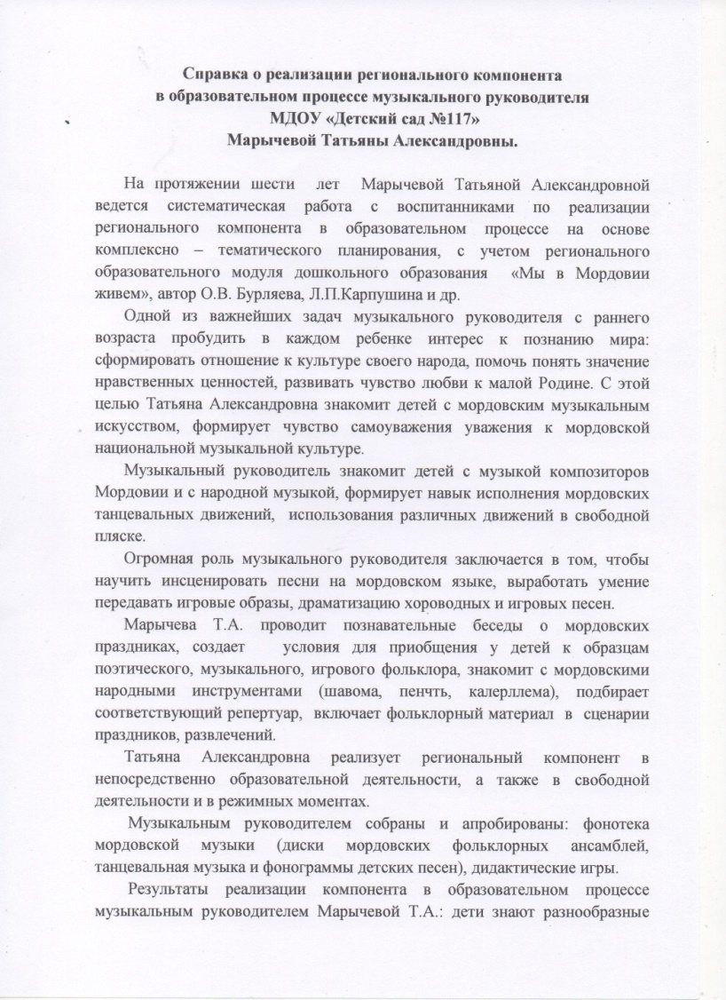 Справка о реализации регионального компонента
в образовательном процессе музыкального руководителя
МДОУ «Детский сад №117»
Марычевой Татьяны Александровны.
На протяжении шести лет Марычевой Татьяной Александровной
ведется систематическая работа с воспитанниками по реализации
регионального компонента в образовательном процессе на основе
комплексно – тематического планирования, с учетом регионального
образовательного модуля дошкольного образования «Мы в Мордовии
живем», автор О.В. Бурляева, Л.П.Карпушина и др.
Одной из важнейших задач музыкального руководителя с раннего
возраста пробудить в каждом ребенке интерес к познанию мира:
сформировать отношение к культуре своего народа, помочь понять значение
нравственных ценностей, развивать чувство любви к малой Родине. С этой
целью Татьяна Александровна знакомит детей с мордовским музыкальным
искусством, формирует чувство самоуважения уважения к мордовской
национальной музыкальной культуре.
Музыкальный руководитель знакомит детей с музыкой композиторов
Мордовии и с народной музыкой, формирует навык исполнения мордовских
танцевальных движений, использования различных движений в свободной
пляске.
Огромная роль музыкального руководителя заключается в том, чтобы
научить инсценировать песни на мордовском языке, выработать умение
передавать игровые образы, драматизацию хороводных и игровых песен.
Марычева Т.А. проводит познавательные беседы о мордовских
праздниках, создает условия для приобщения у детей к образцам
поэтического, музыкального, игрового фольклора, знакомит с мордовскими
народными инструментами (шавома, пенчть, калерллема), подбирает
соответствующий репертуар, включает фольклорный материал в сценарии
праздников, развлечений.
Татьяна Александровна реализует региональный компонент в
непосредственно образовательной деятельности, а также в свободной
деятельности и в режимных моментах.
Музыкальным руководителем собраны и апробированы: фонотека
мордовской музыки (диски мордовских фольклорных ансамблей,
танцевальная музыка и фонограммы детских песен), дидактические игры.
Результаты реализации компонента в образовательном процессе
музыкальным руководителем Марычевой Т.А.: дети знают разнообразные